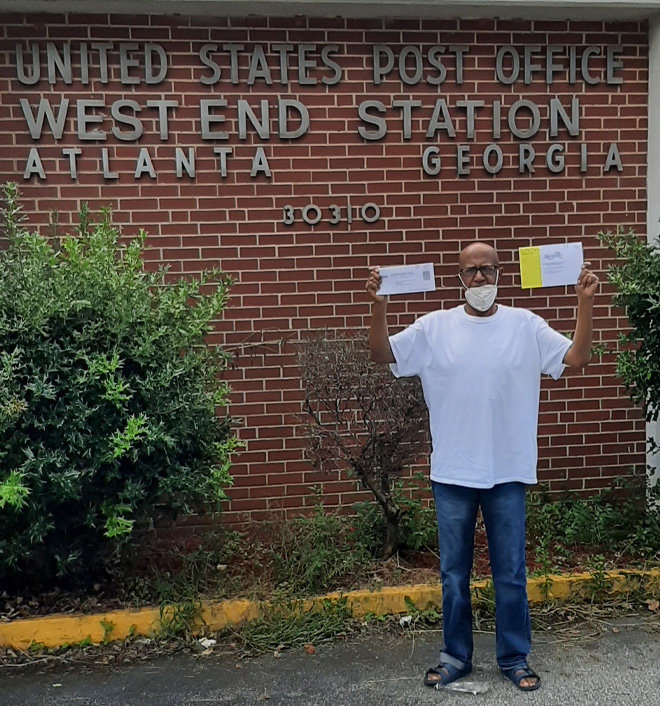 UNITED STATES POST OFFICE
WEST END STATION
ATLANTA GEORGIA
30310